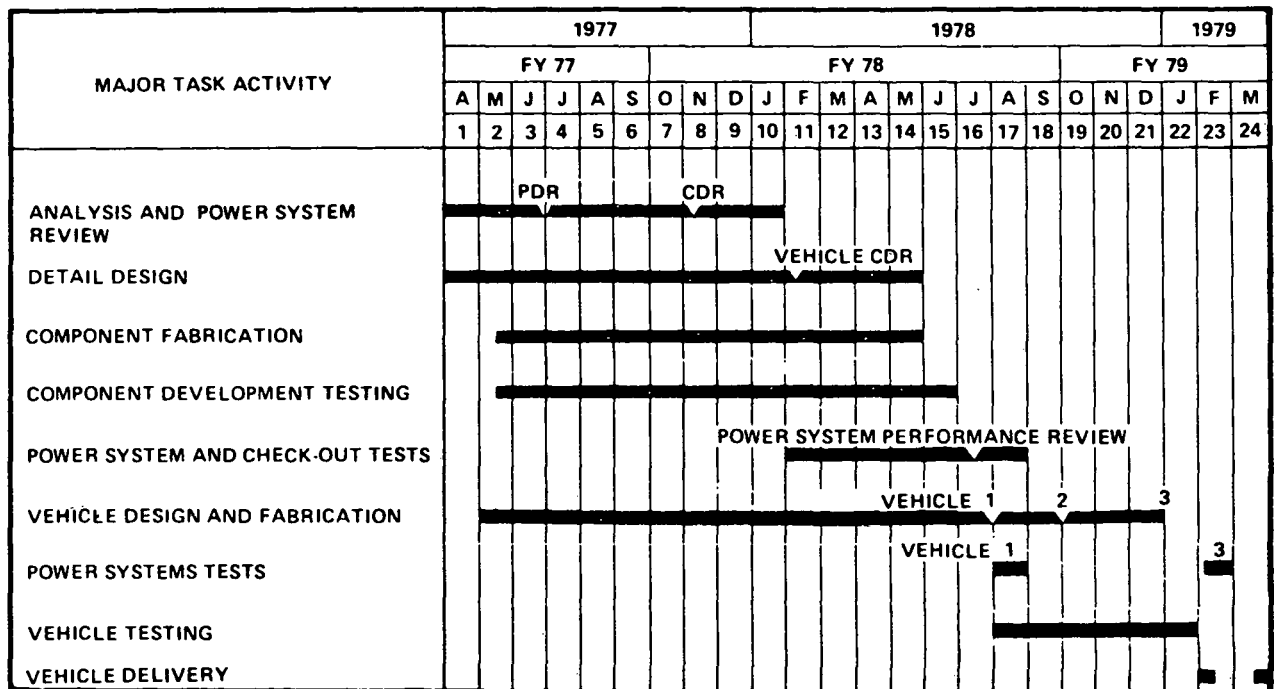 MAJOR TASK ACTIVITY
1977 1978 1979
FY 77 FY 78 FY 79
A M J J A S O N D J F M A M J J A S O N D J F M
1 2 3 4 5 6 7 8 9 10 11 12 13 14 15 16 17 18 19 20 21 22 23 24
PDR CDR
ANALYSIS AND POWER SYSTEM
REVIEW
VEHICLE CDR
DETAIL DESIGN
COMPONENT FABRICATION
COMPONENT DEVELOPMENT TESTING
POWER SYSTEM PERFORMANCE REVIEW
POWER SYSTEM AND CHECK-OUT TESTS
VEHICLE 1 2 3
VEHICLE DESIGN AND FABRICATION
VEHICLE 1 3
POWER SYSTEMS TESTS
VEHICLE TESTING
VEHICLE DELIVERY